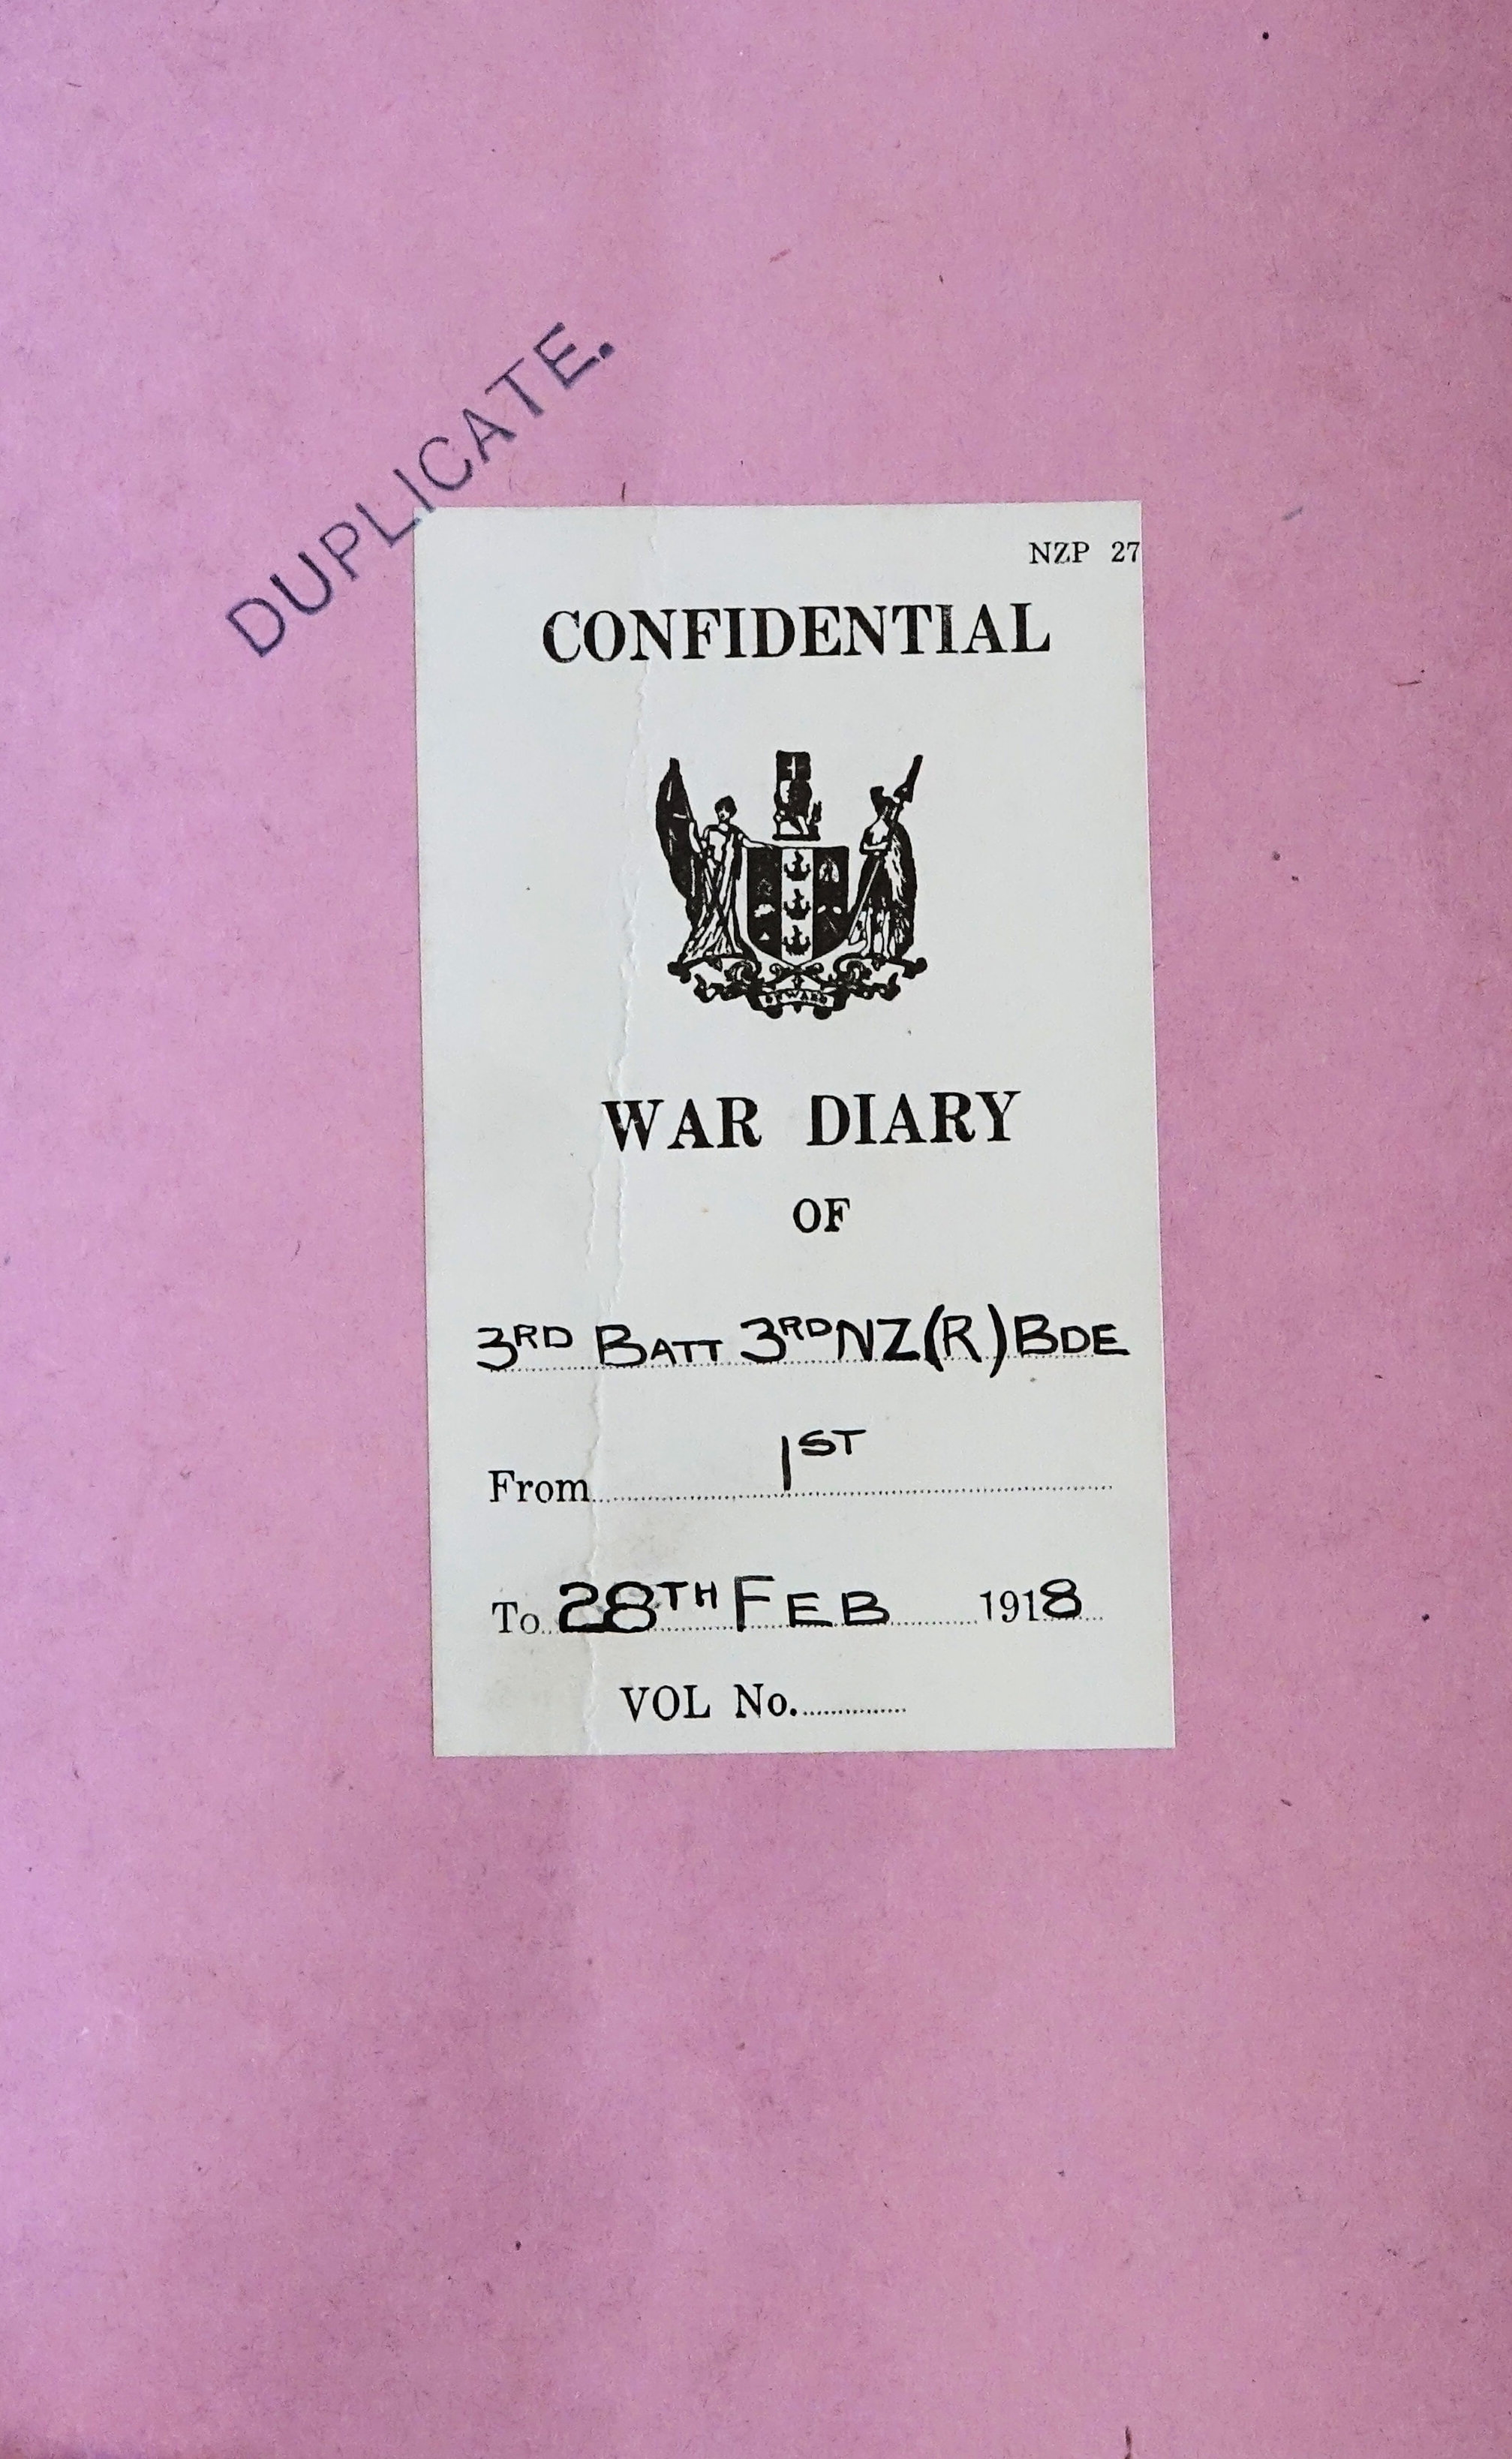 DUPLICATE.
NZP 27
CONFIDENTIAL
ONWARD
WAR DIARY
OF
3RD BATT 3RD NZ(R) BDE
From 1ST
To 28TH FEB 1918
VOL No.